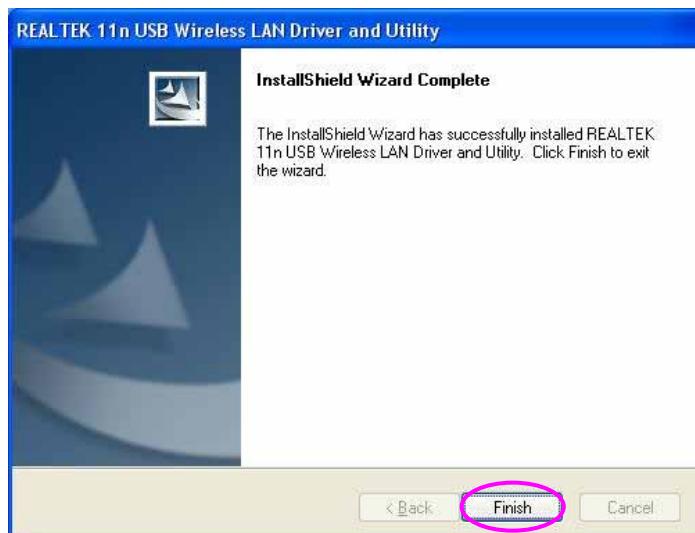 REALTEK 11n USB Wireless LAN Driver and Utility
InstallShield Wizard Complete
The InstallShield Wizard has successfully installed REALTEK
11n USB Wireless LAN Driver and Utility. Click Finish to exit
the wizard.
< Back Finish Cancel